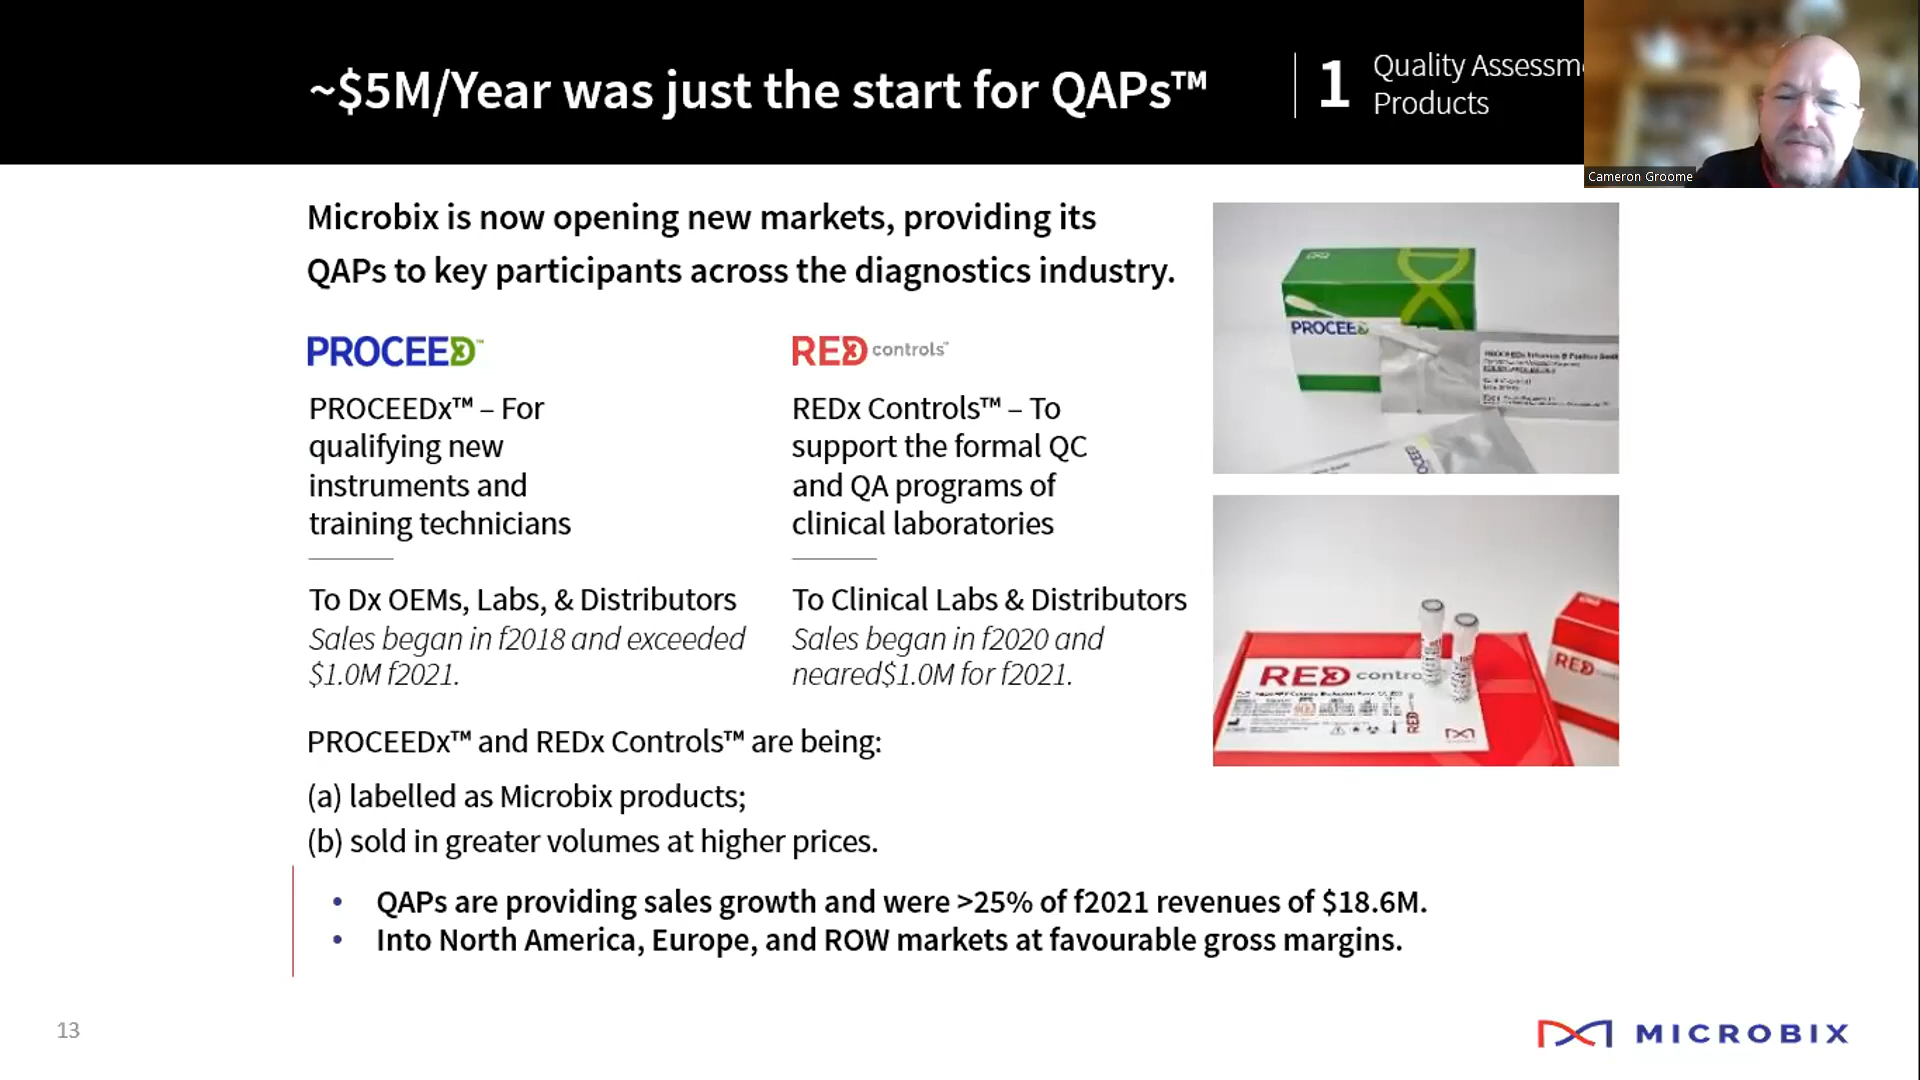 ~$5M/Year was just the start for QAPs™
1
Quality Assessm
Products
Cameron Groome
Microbix is now opening new markets, providing its
QAPs to key participants across the diagnostics industry.
PROCEEDx™
PROCEEDx™ – For
qualifying new
instruments and
training technicians
To Dx OEMs, Labs, & Distributors
Sales began in f2018 and exceeded
$1.0M f2021.
REDx controls™
REDx Controls™ – To
support the formal QC
and QA programs of
clinical laboratories
To Clinical Labs & Distributors
Sales began in f2020 and
neared$1.0M for f2021.
PROCEED
RED contro
RED
RED
PROCEEDx™ and REDx Controls™ are being:
(a) labelled as Microbix products;
(b) sold in greater volumes at higher prices.
• QAPs are providing sales growth and were >25% of f2021 revenues of $18.6M.
• Into North America, Europe, and ROW markets at favourable gross margins.
13
MICROBIX